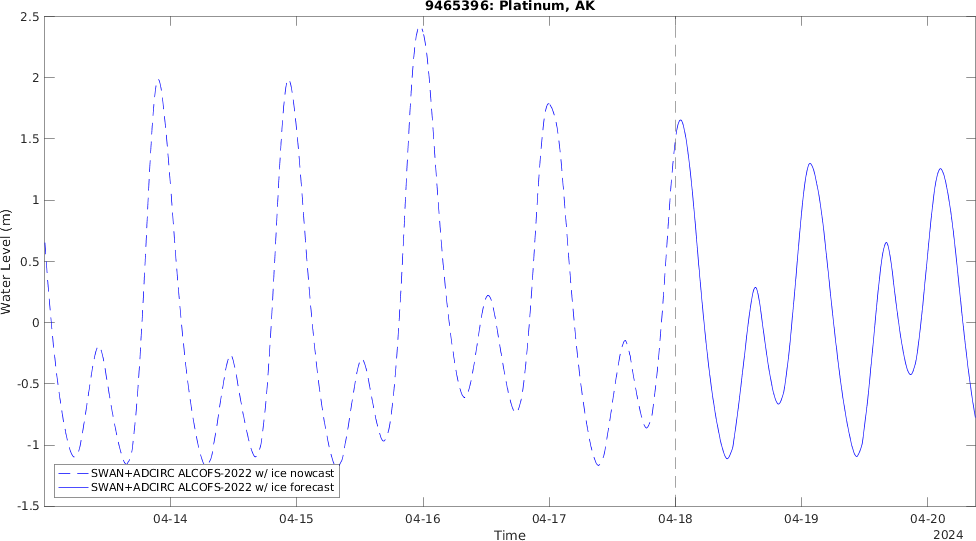 9465396: Platinum, AK
2.5
2
1.5
1
0.5
0
-0.5
-1
-1.5
Water Level (m)
SWAN+ADCIRC ALCOFS-2022 w/ ice nowcast
SWAN+ADCIRC ALCOFS-2022 w/ ice forecast
04-14 04-15 04-16 04-17 04-18 04-19 04-20
Time
2024